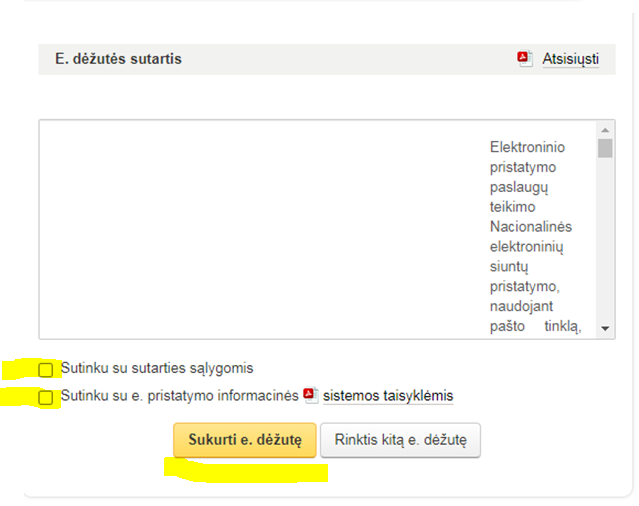 E. dėžutės sutartis Atsisiųsti
Elektroninio
pristatymo
paslaugų
teikimo
Nacionalinės
elektroninių
siuntų
pristatymo,
naudojant
pašto tinklą,
Sutinku su sutarties sąlygomis
Sutinku su e. pristatymo informacinės sistemos taisyklėmis
Sukurti e. dėžutę Rinktis kitą e. dėžutę